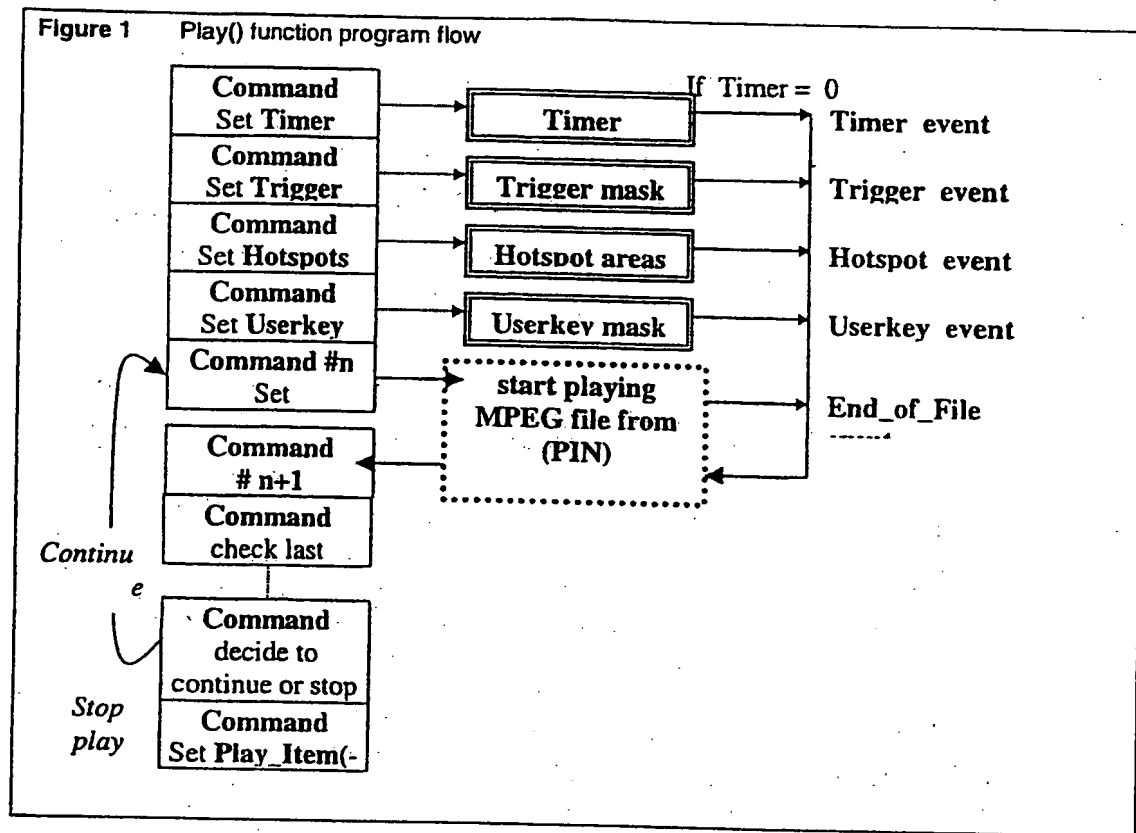 Figure 1 Play() function program flow
If Timer = 0
Command
Set Timer
Timer
Timer event
Command
Set Trigger
Trigger mask
Trigger event
Command
Set Hotspots
Hotspot areas
Hotspot event
Command
Set Userkey
Userkey mask
Userkey event
Command #n
Set
start playing
MPEG file from
(PIN)
End_of_File
Command
# n+1
Command
check last
Continu
e
Command
decide to
continue or stop
Stop
play
Command
Set Play_Item(-